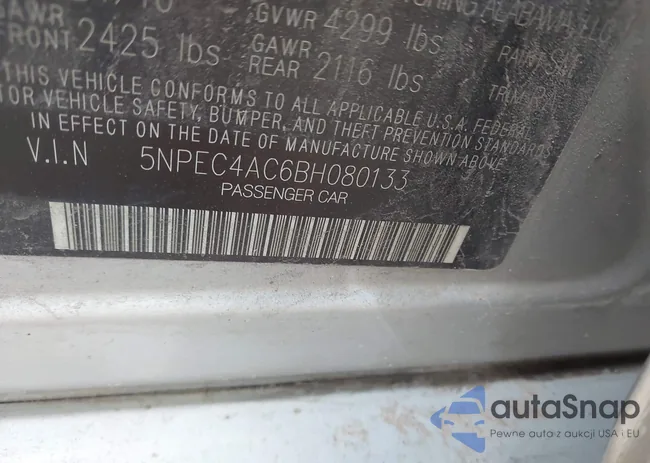 GAWR FRONT 2425 lbs
GVWR 4299 lbs
GAWR REAR 2116 lbs
THIS VEHICLE CONFORMS TO ALL APPLICABLE U.S.A. FEDERAL
VEHICLE SAFETY, BUMPER, AND THEFT PREVENTION STANDARDS
IN EFFECT ON THE DATE OF MANUFACTURE SHOWN ABOVE.
V.I.N 5NPEC4AC6BH080133
PASSENGER CAR
autoSnap
Pewne auta z aukcji USA i EU